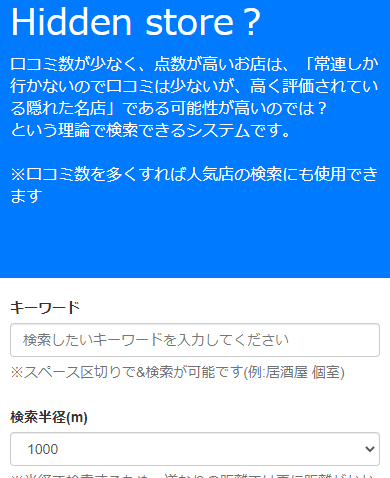 Hidden store？
口コミ数が少なく、点数が高いお店は、「常連しか
行かないので口コミは少ないが、高く評価されてい
る隠れた名店」である可能性が高いのでは？
という理論で検索できるシステムです。
※口コミ数を多くすれば人気店の検索にも使用でき
ます
キーワード
検索したいキーワードを入力してください
※スペース区切りで&検索が可能です(例:居酒屋 個室)
検索半径(m)
1000